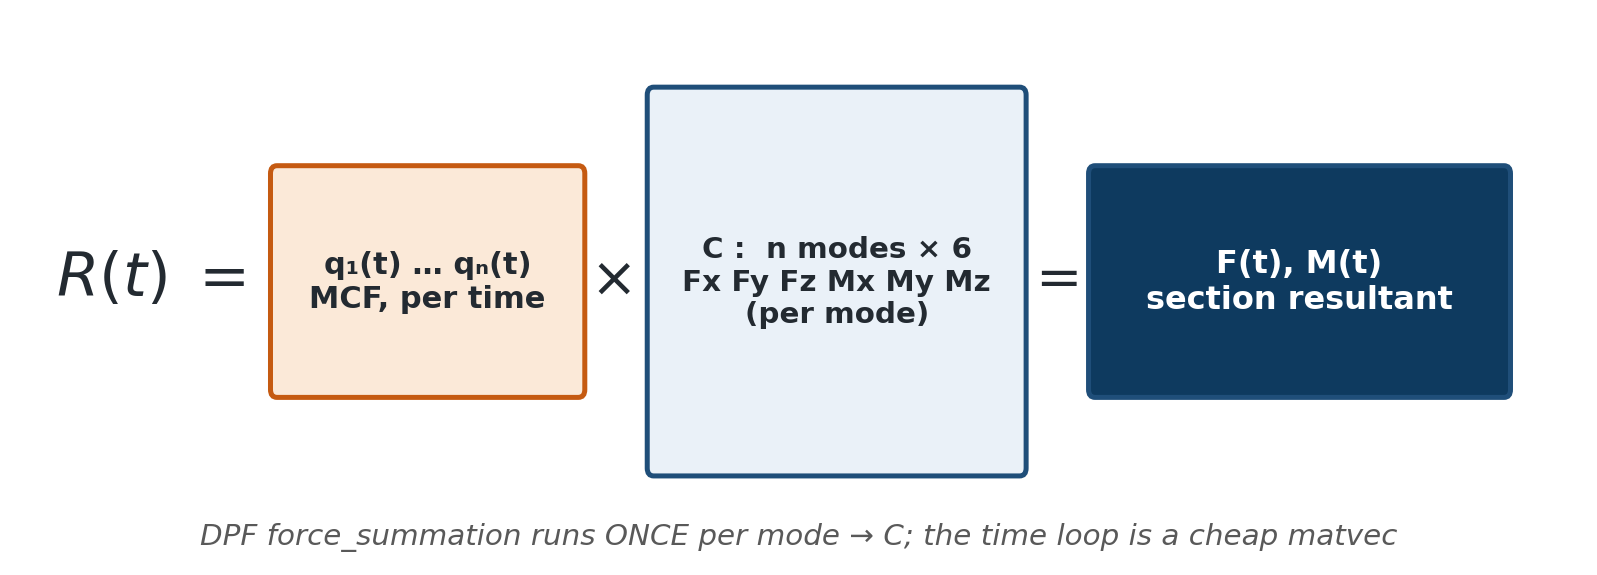 R(t) =
q₁(t) … qₙ(t)
MCF, per time
×
C :  n modes × 6
Fx Fy Fz Mx My Mz
(per mode)
=
F(t), M(t)
section resultant
DPF force_summation runs ONCE per mode → C; the time loop is a cheap matvec